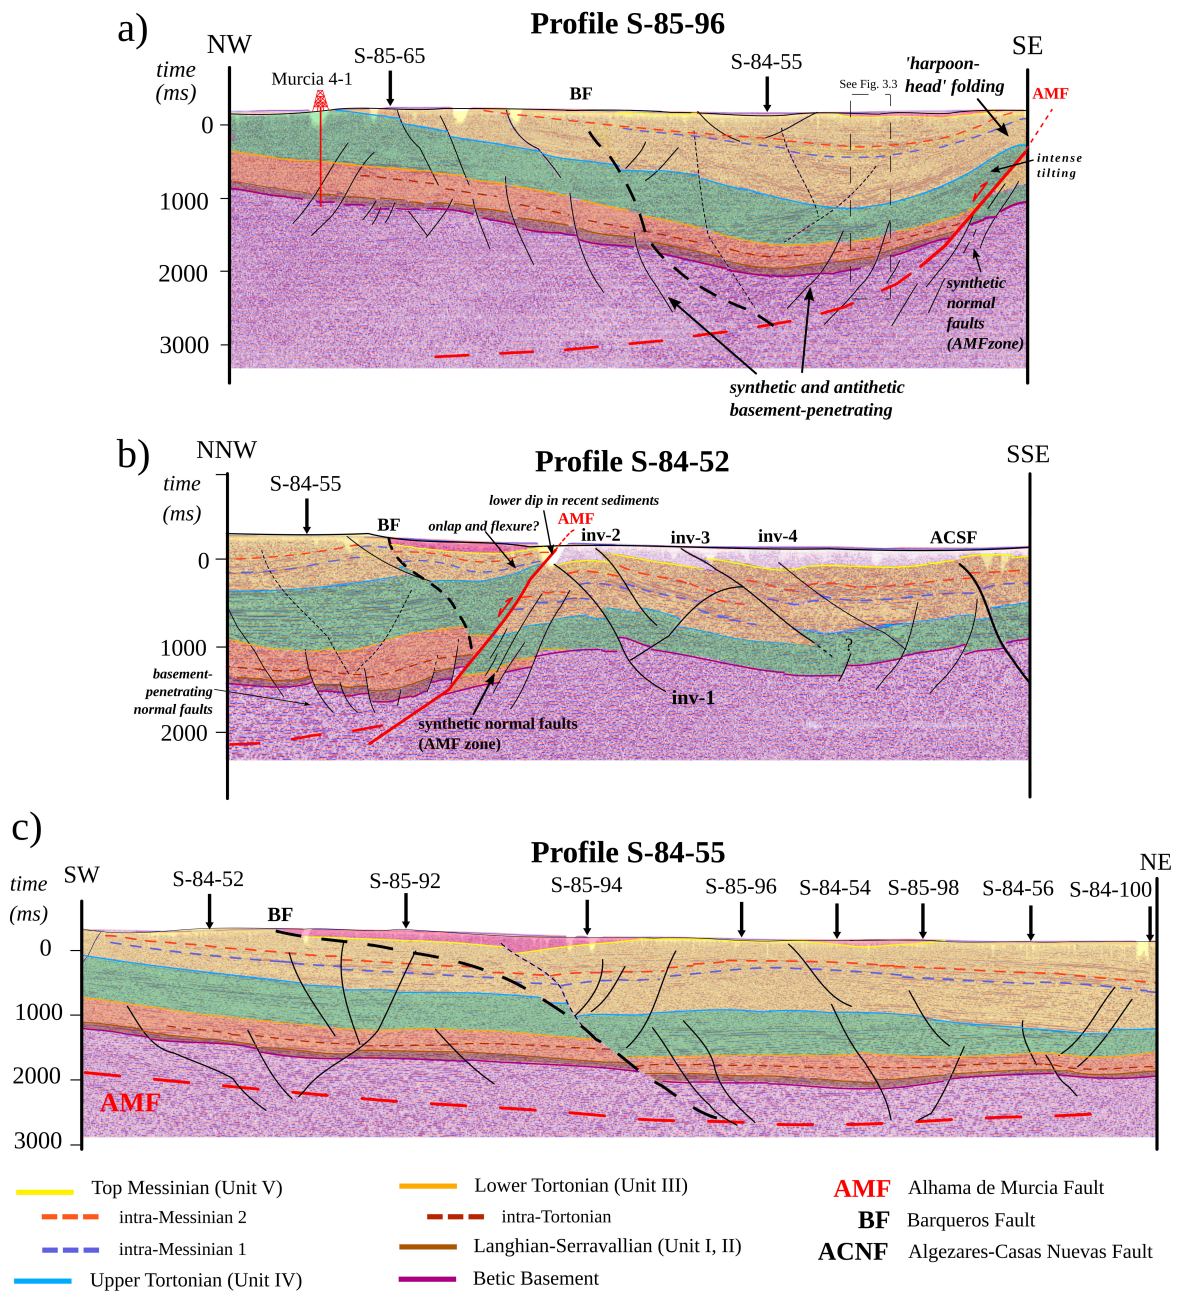 a)
Profile S-85-96
NW
SE
time
(ms)
S-85-65
Murcia 4-1
BF
S-84-55
See Fig. 3.3
'harpoon-
head' folding
AMF
intense
tilting
0
1000
2000
3000
synthetic
normal
faults
(AMFzone)
synthetic and antithetic
basement-penetrating
b)
Profile S-84-52
NNW
SSE
time
(ms)
S-84-55
BF
lower dip in recent sediments
onlap and flexure?
AMF
inv-2
inv-3
inv-4
ACSF
0
1000
2000
?
basement-
penetrating
normal faults
inv-1
synthetic normal faults
(AMF zone)
c)
Profile S-84-55
SW
NE
time
(ms)
S-84-52
S-85-92
S-85-94
S-85-96
S-84-54
S-85-98
S-84-56
S-84-100
BF
0
1000
2000
3000
AMF
Top Messinian (Unit V)
intra-Messinian 2
intra-Messinian 1
Upper Tortonian (Unit IV)
Lower Tortonian (Unit III)
intra-Tortonian
Langhian-Serravallian (Unit I, II)
Betic Basement
AMF Alhama de Murcia Fault
BF Barqueros Fault
ACNF Algezares-Casas Nuevas Fault